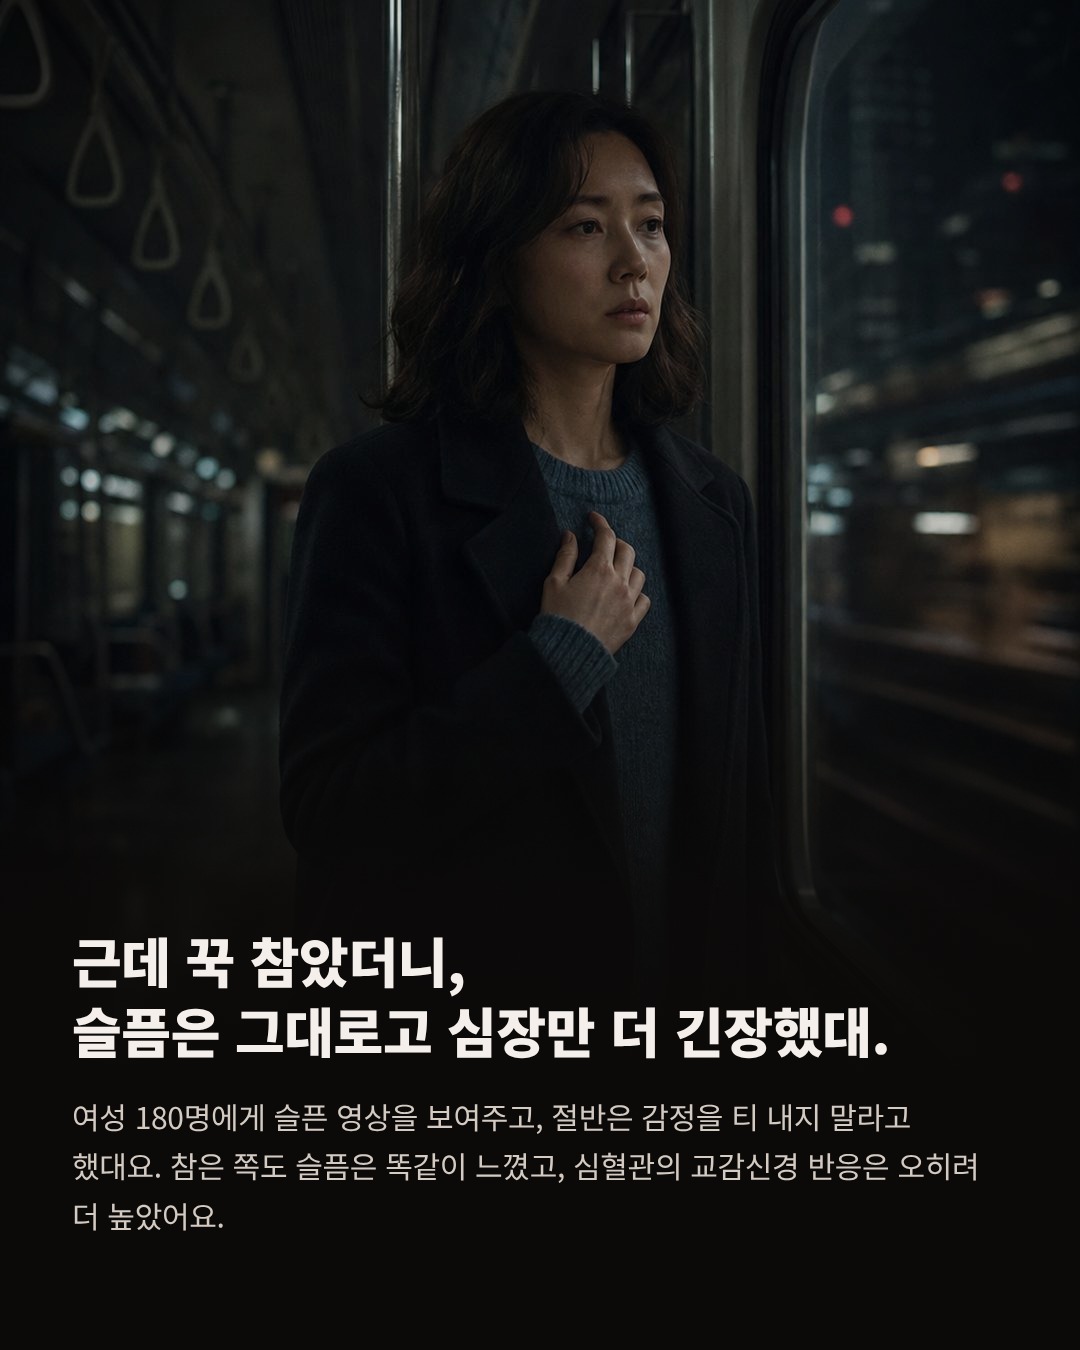 근데 꾹 참았더니,
슬픔은 그대로고 심장만 더 긴장했대.
여성 180명에게 슬픈 영상을 보여주고, 절반은 감정을 티 내지 말라고
했대요. 참은 쪽도 슬픔은 똑같이 느꼈고, 심혈관의 교감신경 반응은 오히려
더 높았어요.